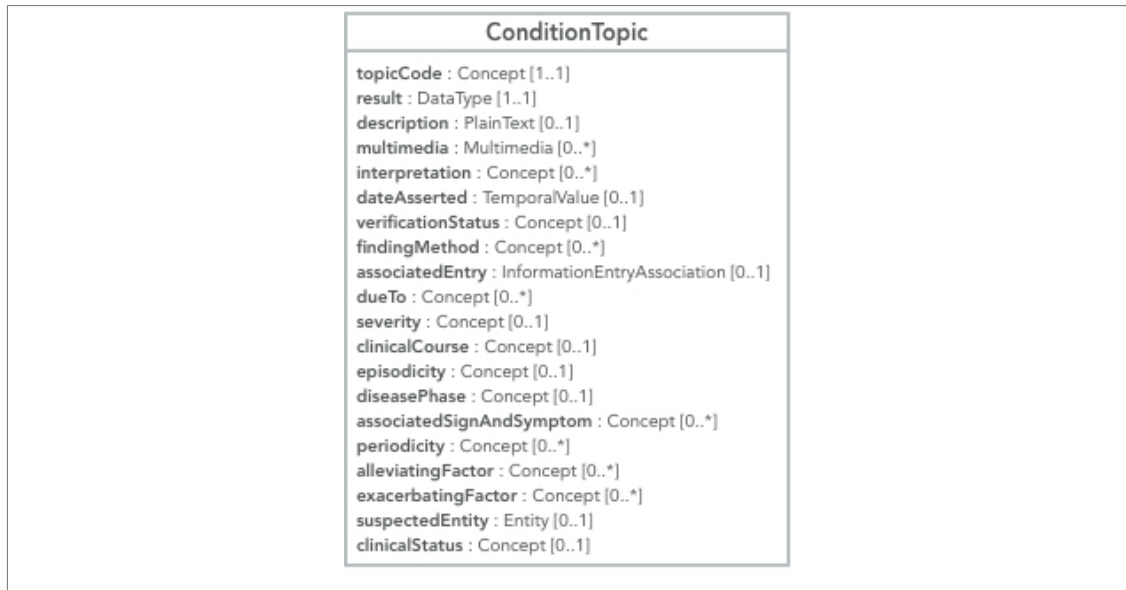 ConditionTopic
topicCode : Concept [1..1]
result : DataType [1..1]
description : PlainText [0..1]
multimedia : Multimedia [0..*]
interpretation : Concept [0..*]
dateAsserted : TemporalValue [0..1]
verificationStatus : Concept [0..1]
findingMethod : Concept [0..*]
associatedEntry : InformationEntryAssociation [0..1]
dueTo : Concept [0..*]
severity : Concept [0..1]
clinicalCourse : Concept [0..1]
episodicity : Concept [0..1]
diseasePhase : Concept [0..1]
associatedSignAndSymptom : Concept [0..*]
periodicity : Concept [0..*]
alleviatingFactor : Concept [0..*]
exacerbatingFactor : Concept [0..*]
suspectedEntity : Entity [0..1]
clinicalStatus : Concept [0..1]